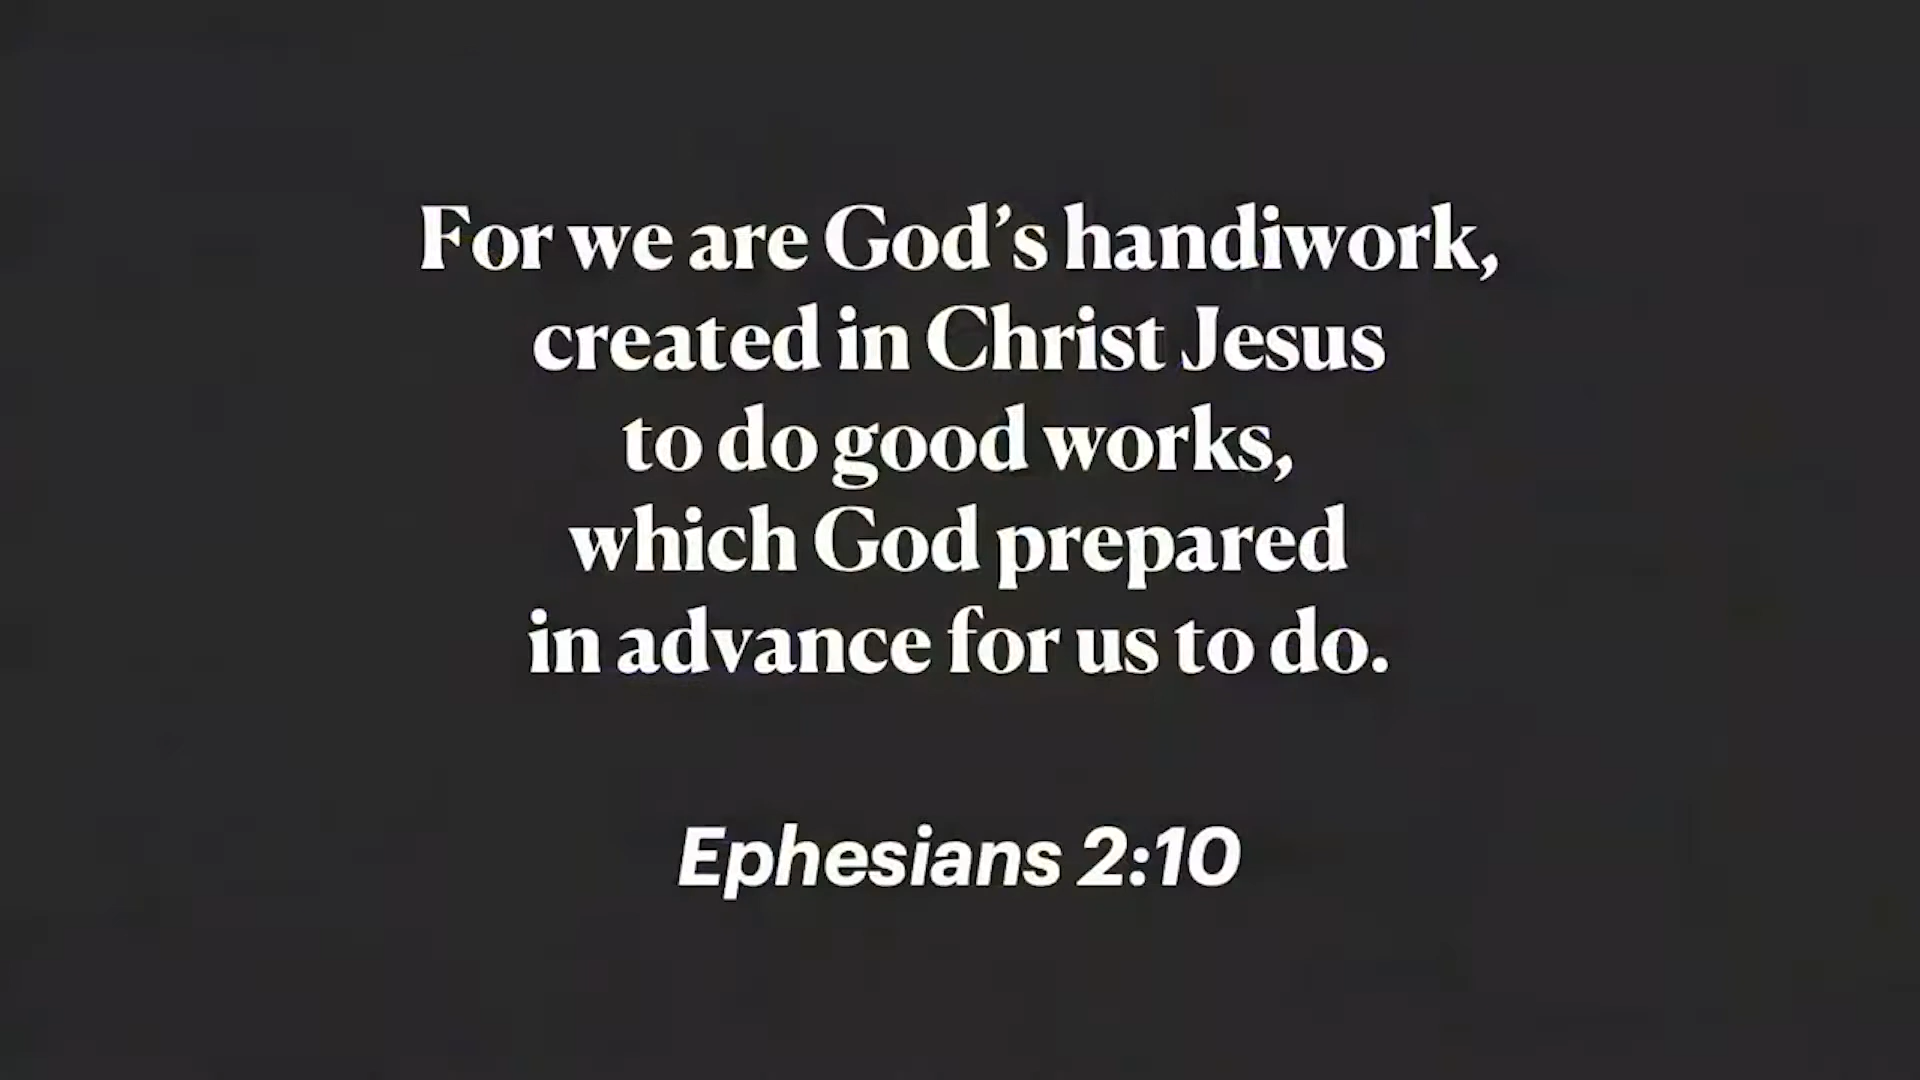 For we are God’s handiwork,
created in Christ Jesus
to do good works,
which God prepared
in advance for us to do.
Ephesians 2:10